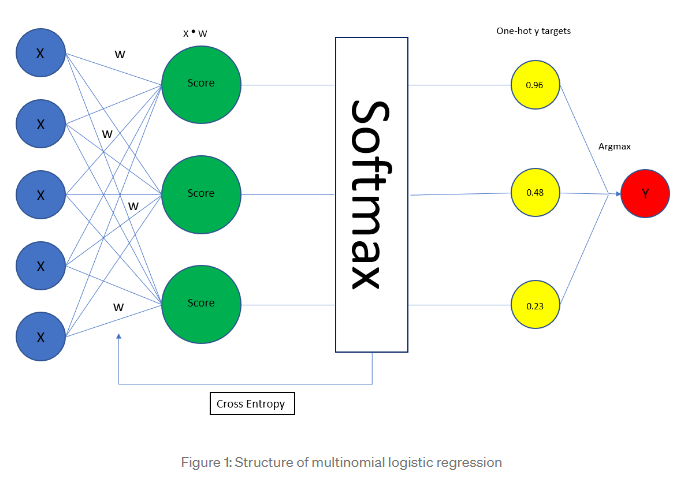 One-hot y targets
X • W
X
W
Score
0.96
X
W
Argmax
X
Score
Softmax
0.48
Y
W
X
Score
0.23
W
X
Cross Entropy
Figure 1: Structure of multinomial logistic regression